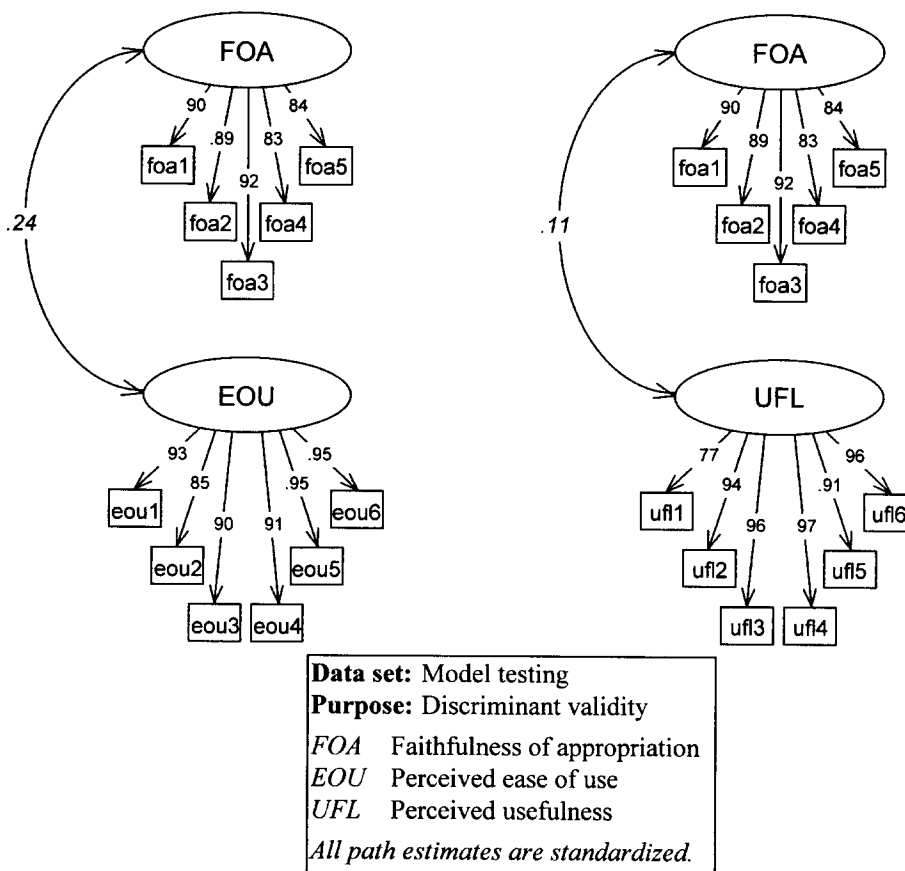 FOA
90
.89
92
83
84
foa1
foa2
foa3
foa4
foa5
.24
EOU
93
85
90
91
.95
.95
eou1
eou2
eou3
eou4
eou5
eou6
FOA
90
89
92
83
84
foa1
foa2
foa3
foa4
foa5
.11
UFL
77
94
96
97
.91
96
ufl1
ufl2
ufl3
ufl4
ufl5
ufl6
Data set: Model testing
Purpose: Discriminant validity
FOA Faithfulness of appropriation
EOU Perceived ease of use
UFL Perceived usefulness
All path estimates are standardized.